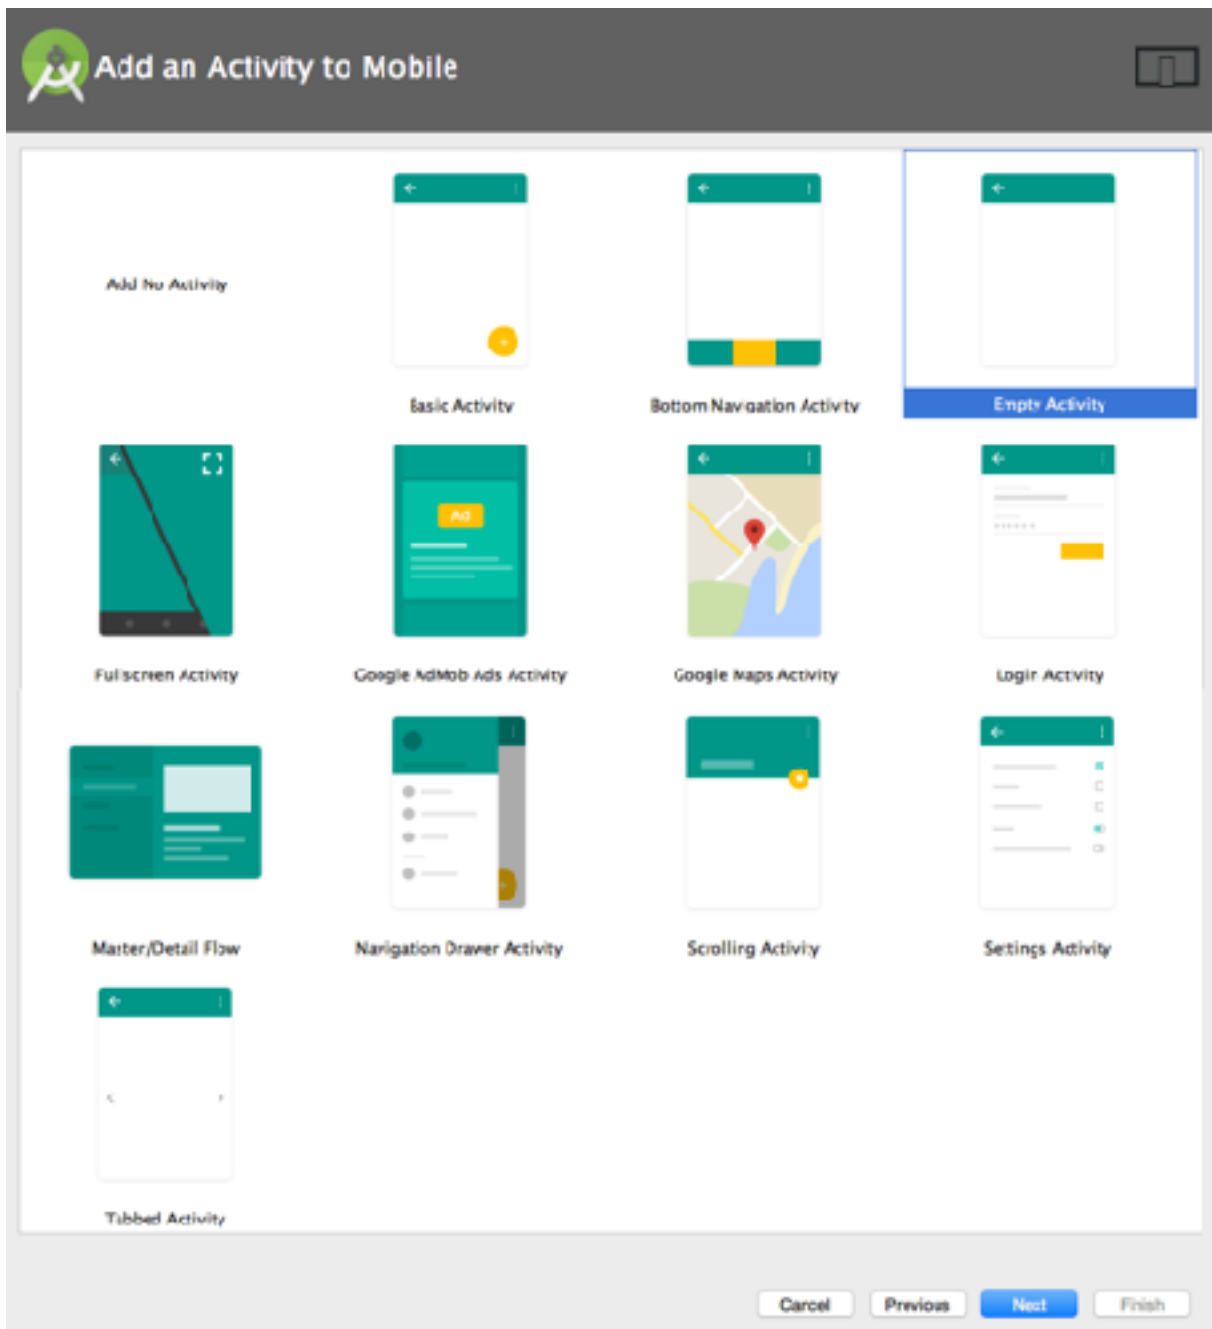 Add an Activity to Mobile
Add No Activity
Basic Activity
Bottom Navigation Activity
Empty Activity
Ad
Fullscreen Activity
Google AdMob Ads Activity
Google Maps Activity
Login Activity
Master/Detail Flow
Navigation Drawer Activity
Scrolling Activity
Settings Activity
Tabbed Activity
Cancel
Previous
Next
Finish